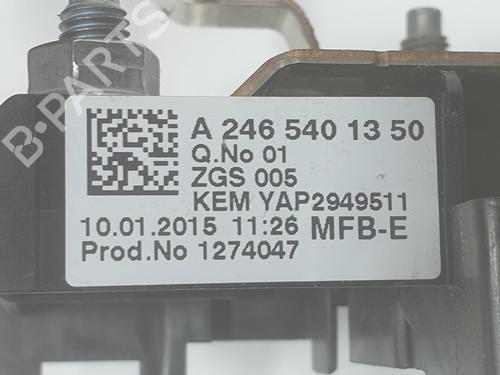 A 246 540 13 50
Q.No 01
ZGS 005
KEM YAP2949511
10.01.2015 11:26 MFB-E
Prod.No 1274047
B-PARTS